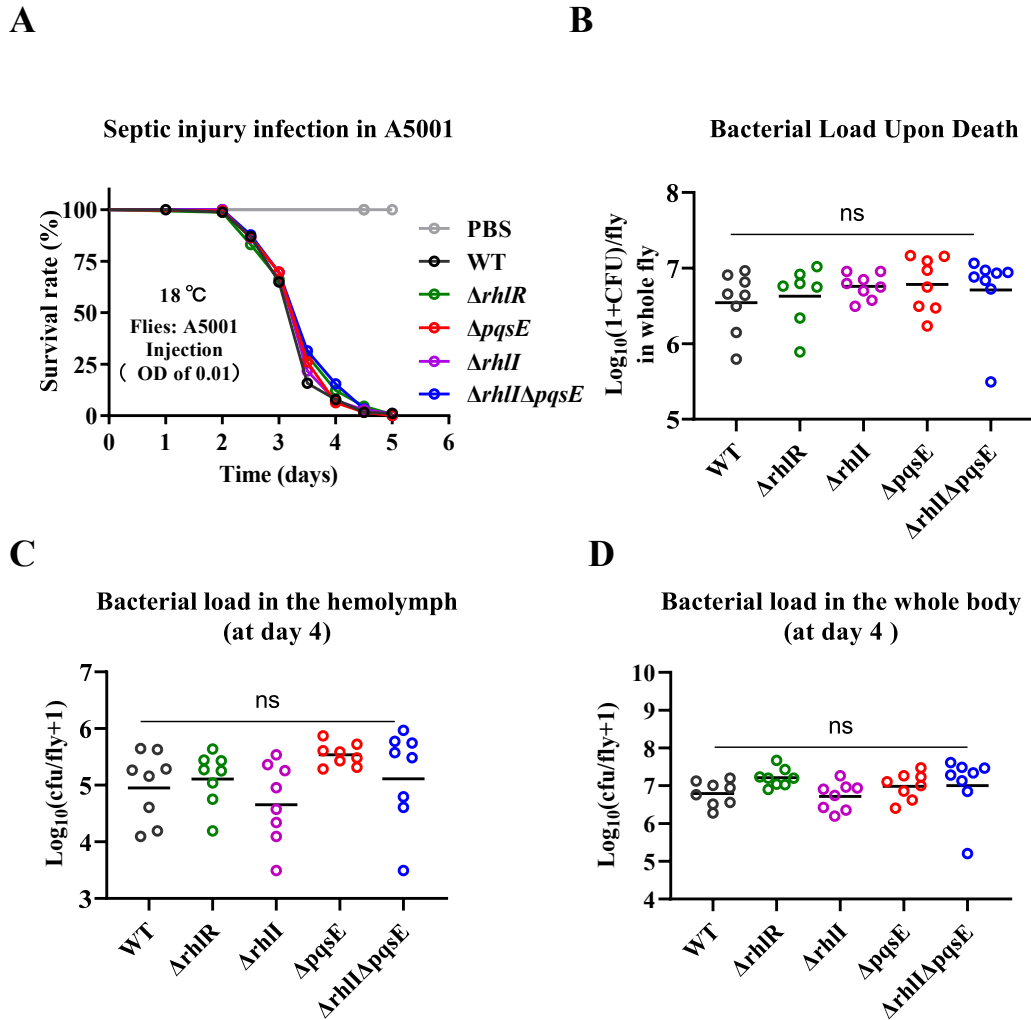 A
Septic injury infection in A5001
Survival rate (%)
100
75
50
25
0
18 ℃
Flies: A5001
Injection
( OD of 0.01)
0 1 2 3 4 5 6
Time (days)
PBS
WT
ΔrhlR
ΔpqsE
ΔrhlI
ΔrhlIΔpqsE
B
Bacterial Load Upon Death
Log10(1+CFU)/fly
in whole fly
8
7
6
5
ns
WT
ΔrhlR
ΔrhlI
ΔpqsE
ΔrhlIΔpqsE
C
Bacterial load in the hemolymph
(at day 4)
Log10(cfu/fly+1)
7
6
5
4
3
ns
WT
ΔrhlR
ΔrhlI
ΔpqsE
ΔrhlIΔpqsE
D
Bacterial load in the whole body
(at day 4 )
Log10(cfu/fly+1)
10
9
8
7
6
5
4
ns
WT
ΔrhlR
ΔrhlI
ΔpqsE
ΔrhlIΔpqsE